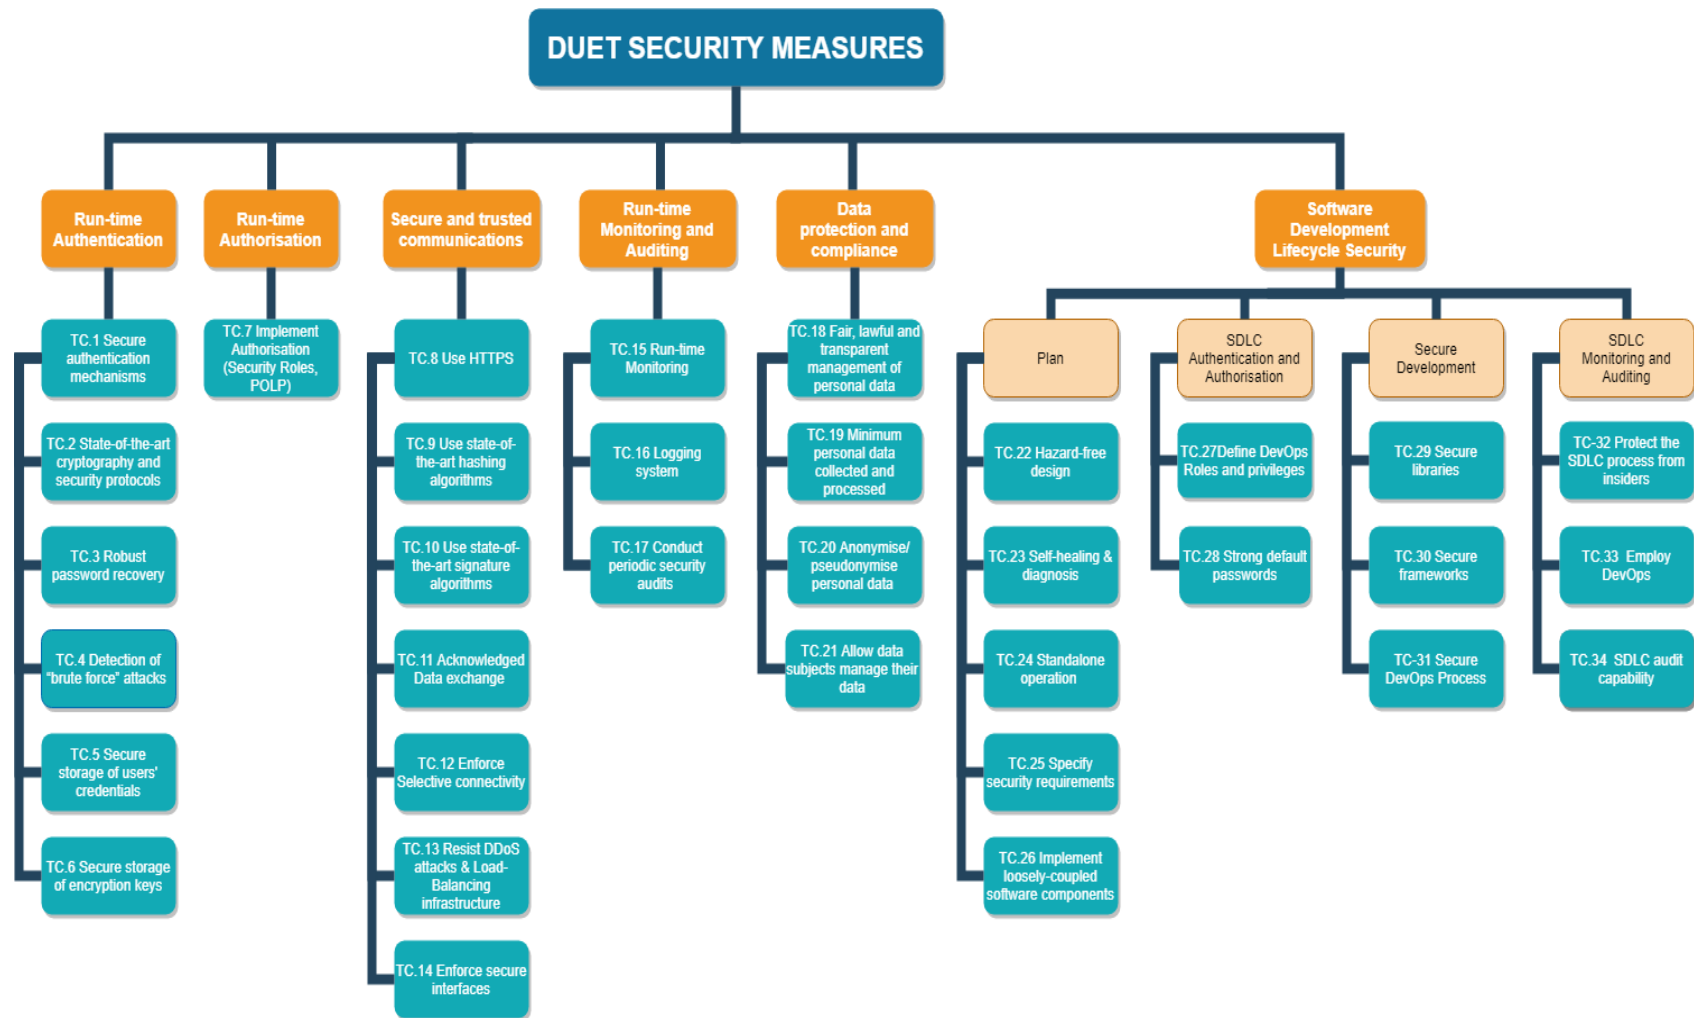 DUET SECURITY MEASURES
Run-time
Authentication
Run-time
Authorisation
Secure and trusted
communications
Run-time
Monitoring and
Auditing
Data
protection and
compliance
Software
Development
Lifecycle Security
TC.1 Secure
authentication
mechanisms
TC.2 State-of-the-art
cryptography and
security protocols
TC.3 Robust
password recovery
TC.4 Detection of
"brute force" attacks
TC.5 Secure
storage of users'
credentials
TC.6 Secure storage
of encryption keys
TC.7 Implement
Authorisation
(Security Roles,
POLP)
TC.8 Use HTTPS
TC.9 Use state-of-
the-art hashing
algorithms
TC.10 Use state-of-
the-art signature
algorithms
TC.11 Acknowledged
Data exchange
TC.12 Enforce
Selective connectivity
TC.13 Resist DDoS
attacks & Load-
Balancing
infrastructure
TC.14 Enforce secure
interfaces
TC.15 Run-time
Monitoring
TC.16 Logging
system
TC.17 Conduct
periodic security
audits
TC.18 Fair, lawful and
transparent
management of
personal data
TC.19 Minimum
personal data
collected and
processed
TC.20 Anonymise/
pseudonymise
personal data
TC.21 Allow data
subjects manage their
data
Plan
TC.22 Hazard-free
design
TC.23 Self-healing &
diagnosis
TC.24 Standalone
operation
TC.25 Specify
security requirements
TC.26 Implement
loosely-coupled
software components
SDLC
Authentication and
Authorisation
TC.27Define DevOps
Roles and privileges
TC.28 Strong default
passwords
Secure
Development
TC.29 Secure
libraries
TC.30 Secure
frameworks
TC-31 Secure
DevOps Process
SDLC
Monitoring and
Auditing
TC-32 Protect the
SDLC process from
insiders
TC.33 Employ
DevOps
TC.34 SDLC audit
capability